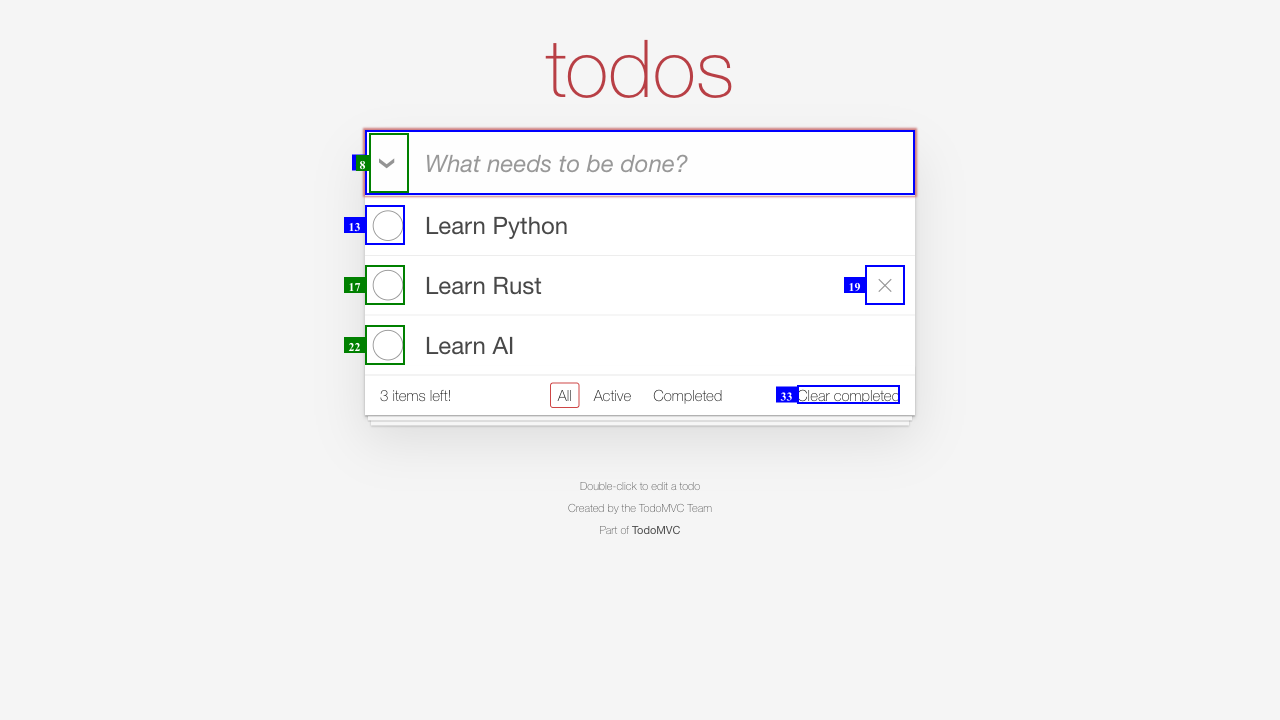 todos
8
What needs to be done?
13
Learn Python
17
Learn Rust
19
22
Learn AI
3 items left!
All
Active
Completed
33
Clear completed
Double-click to edit a todo
Created by the TodoMVC Team
Part of TodoMVC